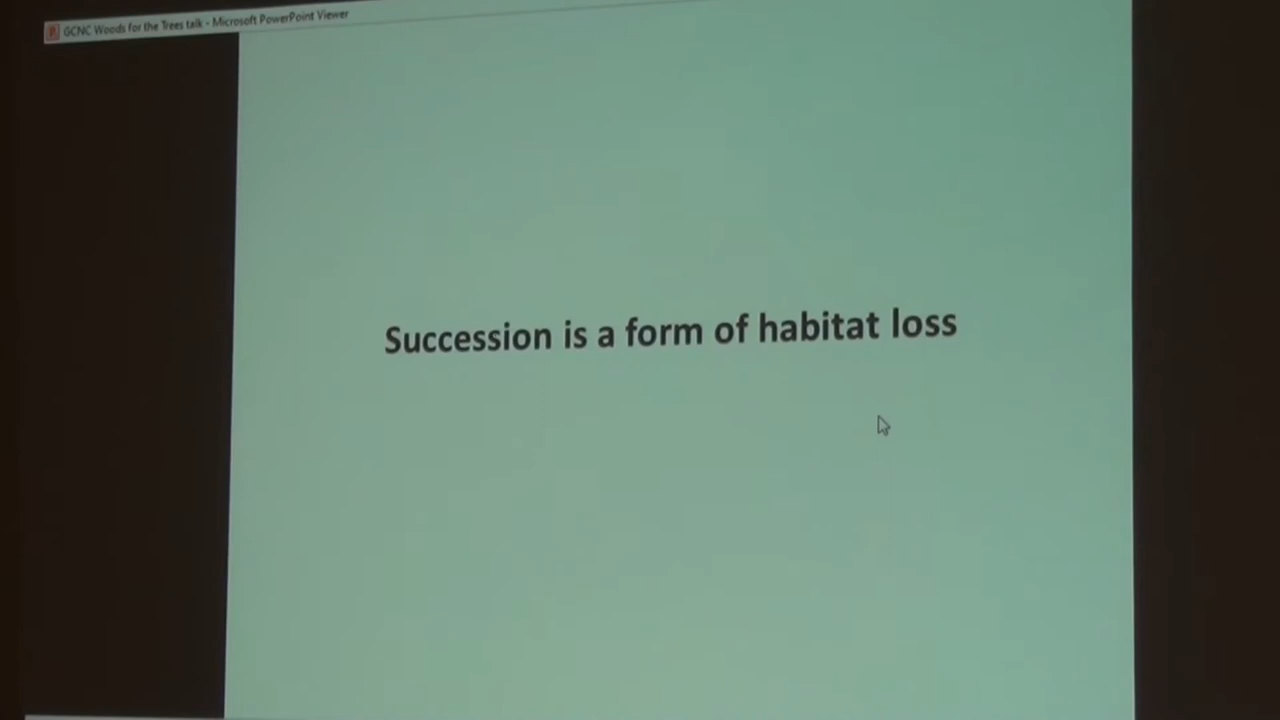 GCNC Woods for the Trees talk - Microsoft PowerPoint Viewer
Succession is a form of habitat loss